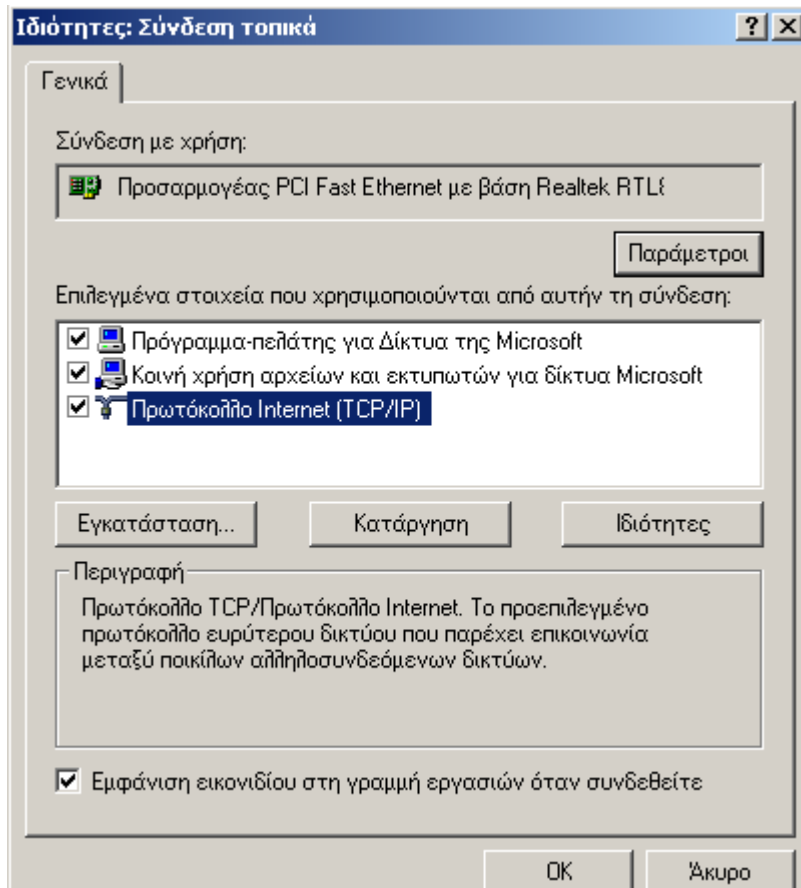 Ιδιότητες: Σύνδεση τοπικά
Γενικά
Σύνδεση με χρήση:
Προσαρμογέας PCI Fast Ethernet με βάση Realtek
Παράμετροι
Επιλεγμένα στοιχεία που χρησιμοποιούνται από αυτήν τη σύνδεση:
Πρόγραμμα-πελάτης για Δίκτυα της Microsoft
Κοινή χρήση αρχείων και εκτυπωτών για δίκτυα Microsoft
Πρωτόκολλο Internet (TCP/IP)
Εγκατάσταση... Κατάργηση Ιδιότητες
Περιγραφή
Πρωτόκολλο TCP/Πρωτόκολλο Internet. Το προεπιλεγμένο
πρωτόκολλο ευρύτερου δικτύου που παρέχει επικοινωνία
μεταξύ ποικίλων αλληλοσυνδεόμενων δικτύων.
Εμφάνιση εικονιδίου στη γραμμή εργασιών όταν συνδεθείτε
OK Άκυρο